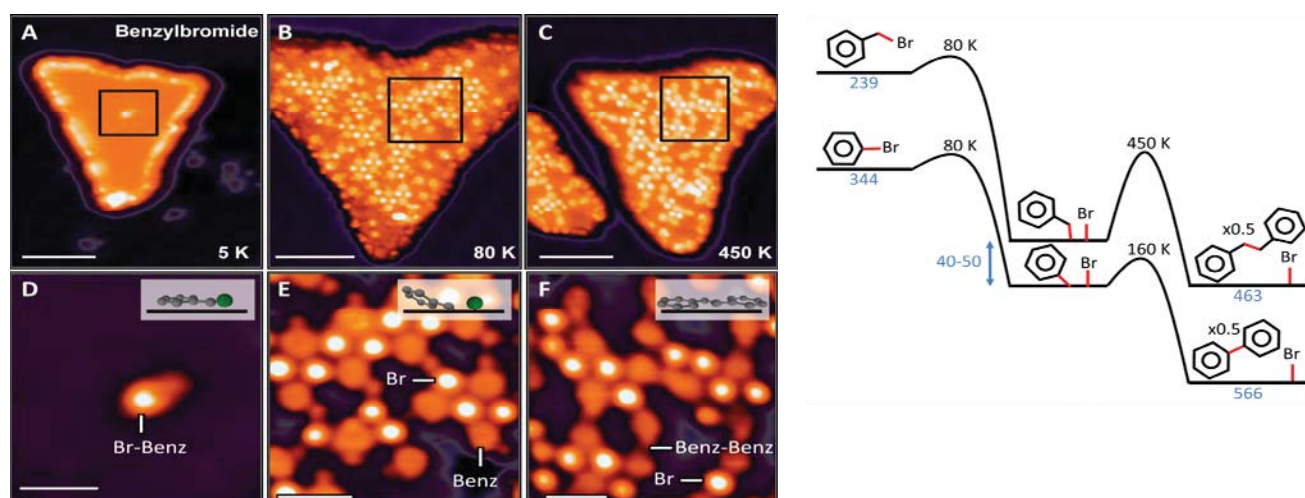 A
Benzylbromide
5 K
B
80 K
C
450 K
D
Br-Benz
E
Br
Benz
F
Benz-Benz
Br
Br
80 K
239
Br
80 K
344
450 K
Br
40-50
160 K
Br
x0.5
Br
463
x0.5
Br
566